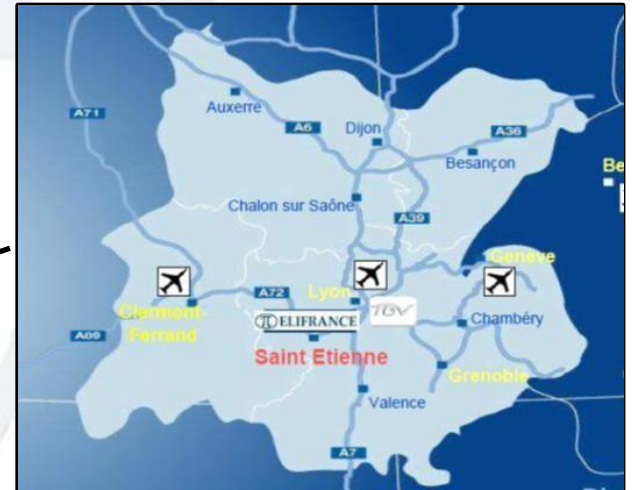 A71
Auxerre
A6
Dijon
A36
Besançon
Be
Chalon sur Saône
A39
Genève
A72
Lyon
TGV
Clermont-
Ferrand
ELIFRANCE
Chambéry
Saint Etienne
Grenoble
Valence
A7